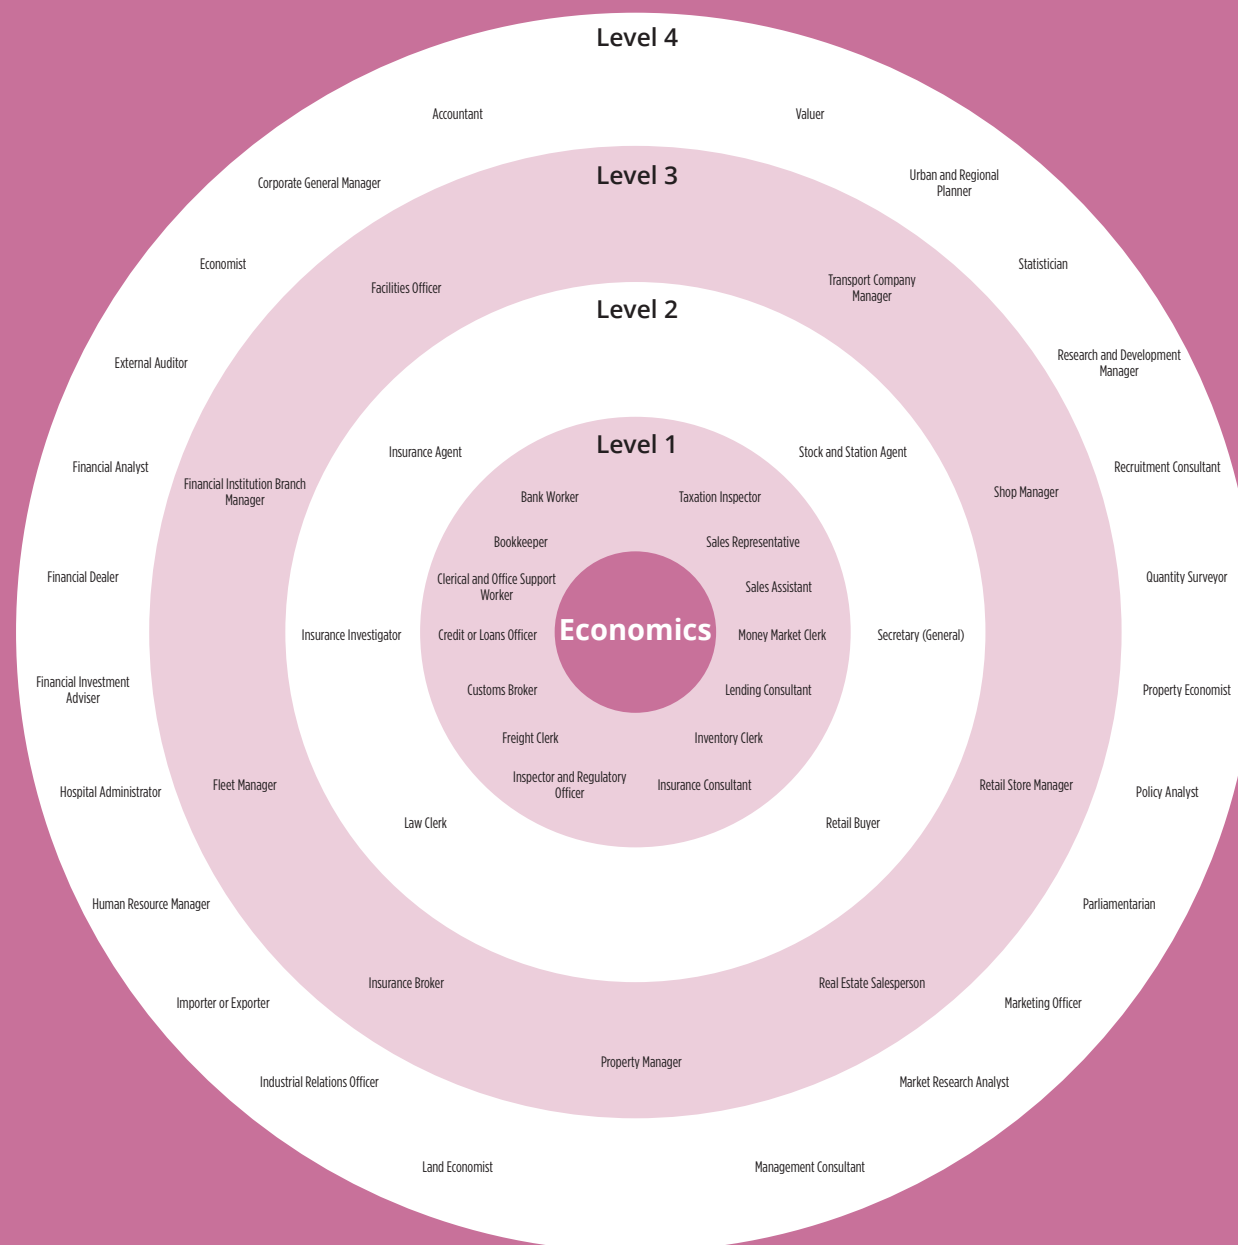 Level 4
Accountant
Valuer
Corporate General Manager
Level 3
Urban and Regional
Planner
Economist
Statistician
Facilities Officer
Transport Company
Manager
Level 2
External Auditor
Research and Development
Manager
Insurance Agent
Level 1
Stock and Station Agent
Financial Analyst
Recruitment Consultant
Financial Institution Branch
Manager
Bank Worker
Taxation Inspector
Shop Manager
Bookkeeper
Sales Representative
Financial Dealer
Clerical and Office Support
Worker
Sales Assistant
Quantity Surveyor
Economics
Insurance Investigator
Credit or Loans Officer
Money Market Clerk
Secretary (General)
Financial Investment
Adviser
Customs Broker
Lending Consultant
Property Economist
Freight Clerk
Inventory Clerk
Hospital Administrator
Fleet Manager
Inspector and Regulatory
Officer
Insurance Consultant
Retail Store Manager
Policy Analyst
Law Clerk
Retail Buyer
Human Resource Manager
Parliamentarian
Insurance Broker
Real Estate Salesperson
Importer or Exporter
Marketing Officer
Property Manager
Industrial Relations Officer
Market Research Analyst
Land Economist
Management Consultant